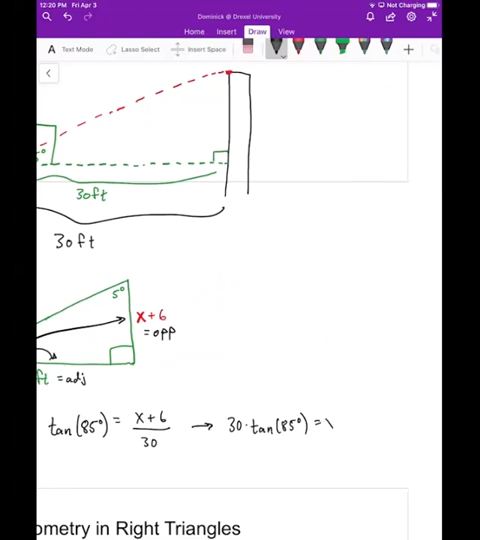 12:20 PM Fri Apr 3
Not Charging
Dominick @ Drexel University
Home Insert Draw View
A Text Mode Lasso Select Insert Space
30ft
30ft
5°
x+6
= opp
ft = adj
tan(85°) = x+6/30 → 30·tan(85°) =
ometry in Right Triangles